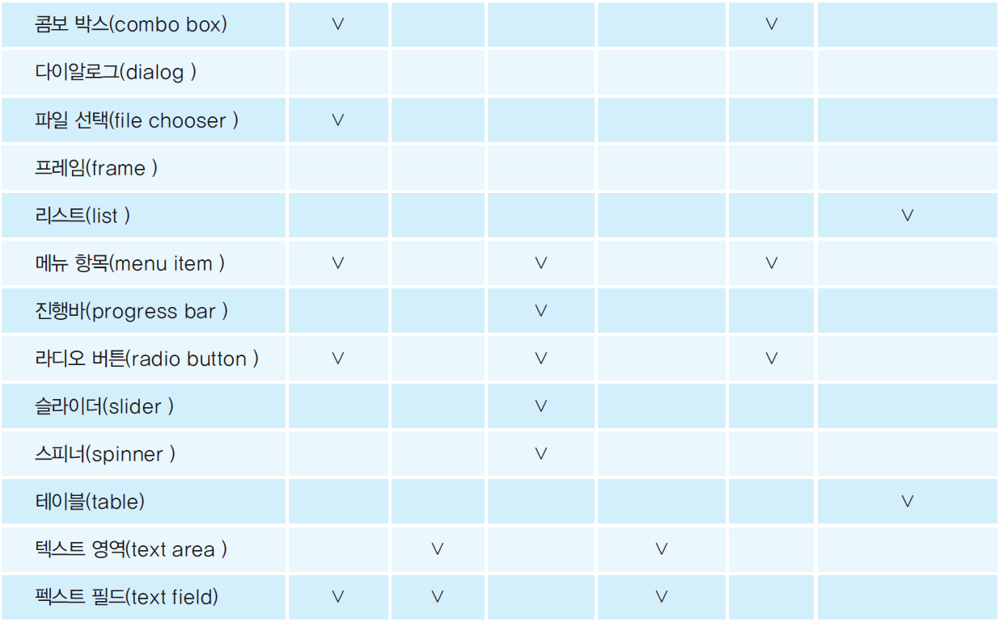 콤보 박스(combo box) ∨ ∨
다이알로그(dialog )
파일 선택(file chooser ) ∨
프레임(frame )
리스트(list ) ∨
메뉴 항목(menu item ) ∨ ∨ ∨
진행바(progress bar ) ∨
라디오 버튼(radio button ) ∨ ∨ ∨
슬라이더(slider ) ∨
스피너(spinner ) ∨
테이블(table) ∨
텍스트 영역(text area ) ∨ ∨
펙스트 필드(text field) ∨ ∨ ∨